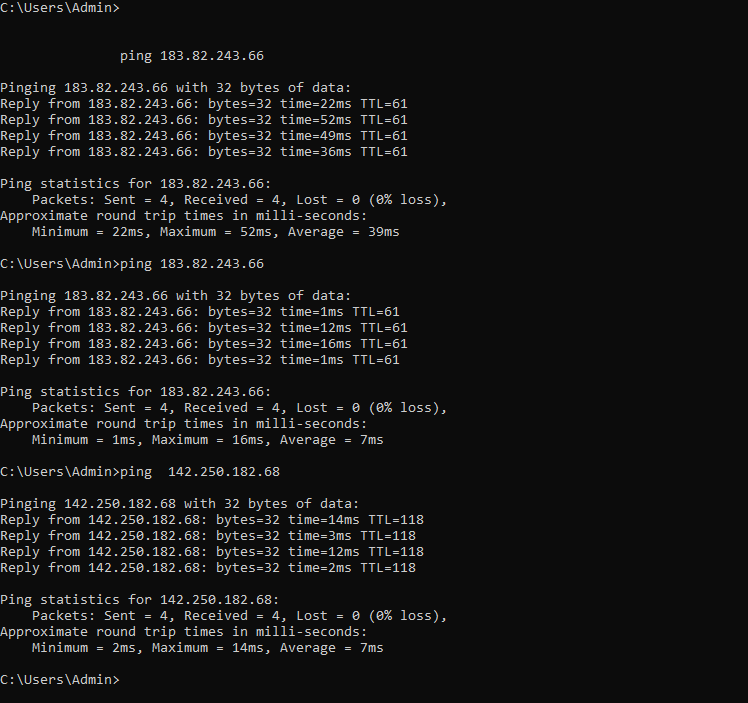 C:\Users\Admin>
ping 183.82.243.66
Pinging 183.82.243.66 with 32 bytes of data:
Reply from 183.82.243.66: bytes=32 time=22ms TTL=61
Reply from 183.82.243.66: bytes=32 time=52ms TTL=61
Reply from 183.82.243.66: bytes=32 time=49ms TTL=61
Reply from 183.82.243.66: bytes=32 time=36ms TTL=61
Ping statistics for 183.82.243.66:
Packets: Sent = 4, Received = 4, Lost = 0 (0% loss),
Approximate round trip times in milli-seconds:
Minimum = 22ms, Maximum = 52ms, Average = 39ms
C:\Users\Admin>ping 183.82.243.66
Pinging 183.82.243.66 with 32 bytes of data:
Reply from 183.82.243.66: bytes=32 time=1ms TTL=61
Reply from 183.82.243.66: bytes=32 time=12ms TTL=61
Reply from 183.82.243.66: bytes=32 time=16ms TTL=61
Reply from 183.82.243.66: bytes=32 time=1ms TTL=61
Ping statistics for 183.82.243.66:
Packets: Sent = 4, Received = 4, Lost = 0 (0% loss),
Approximate round trip times in milli-seconds:
Minimum = 1ms, Maximum = 16ms, Average = 7ms
C:\Users\Admin>ping  142.250.182.68
Pinging 142.250.182.68 with 32 bytes of data:
Reply from 142.250.182.68: bytes=32 time=14ms TTL=118
Reply from 142.250.182.68: bytes=32 time=3ms TTL=118
Reply from 142.250.182.68: bytes=32 time=12ms TTL=118
Reply from 142.250.182.68: bytes=32 time=2ms TTL=118
Ping statistics for 142.250.182.68:
Packets: Sent = 4, Received = 4, Lost = 0 (0% loss),
Approximate round trip times in milli-seconds:
Minimum = 2ms, Maximum = 14ms, Average = 7ms
C:\Users\Admin>